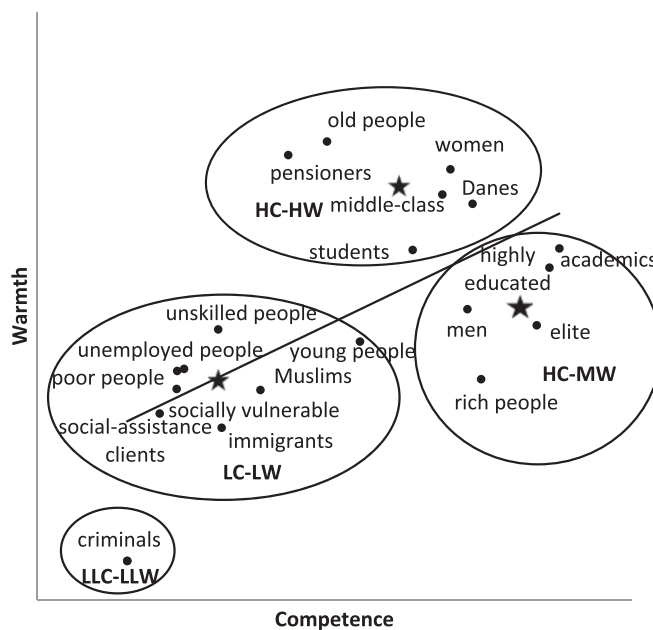 old people
women
pensioners
Danes
HC-HW
middle-class
students
highly
educated
academics
Warmth
unskilled people
men
elite
unemployed people
young people
poor people
Muslims
HC-MW
rich people
socially vulnerable
social-assistance
clients
immigrants
LC-LW
criminals
LLC-LLW
Competence